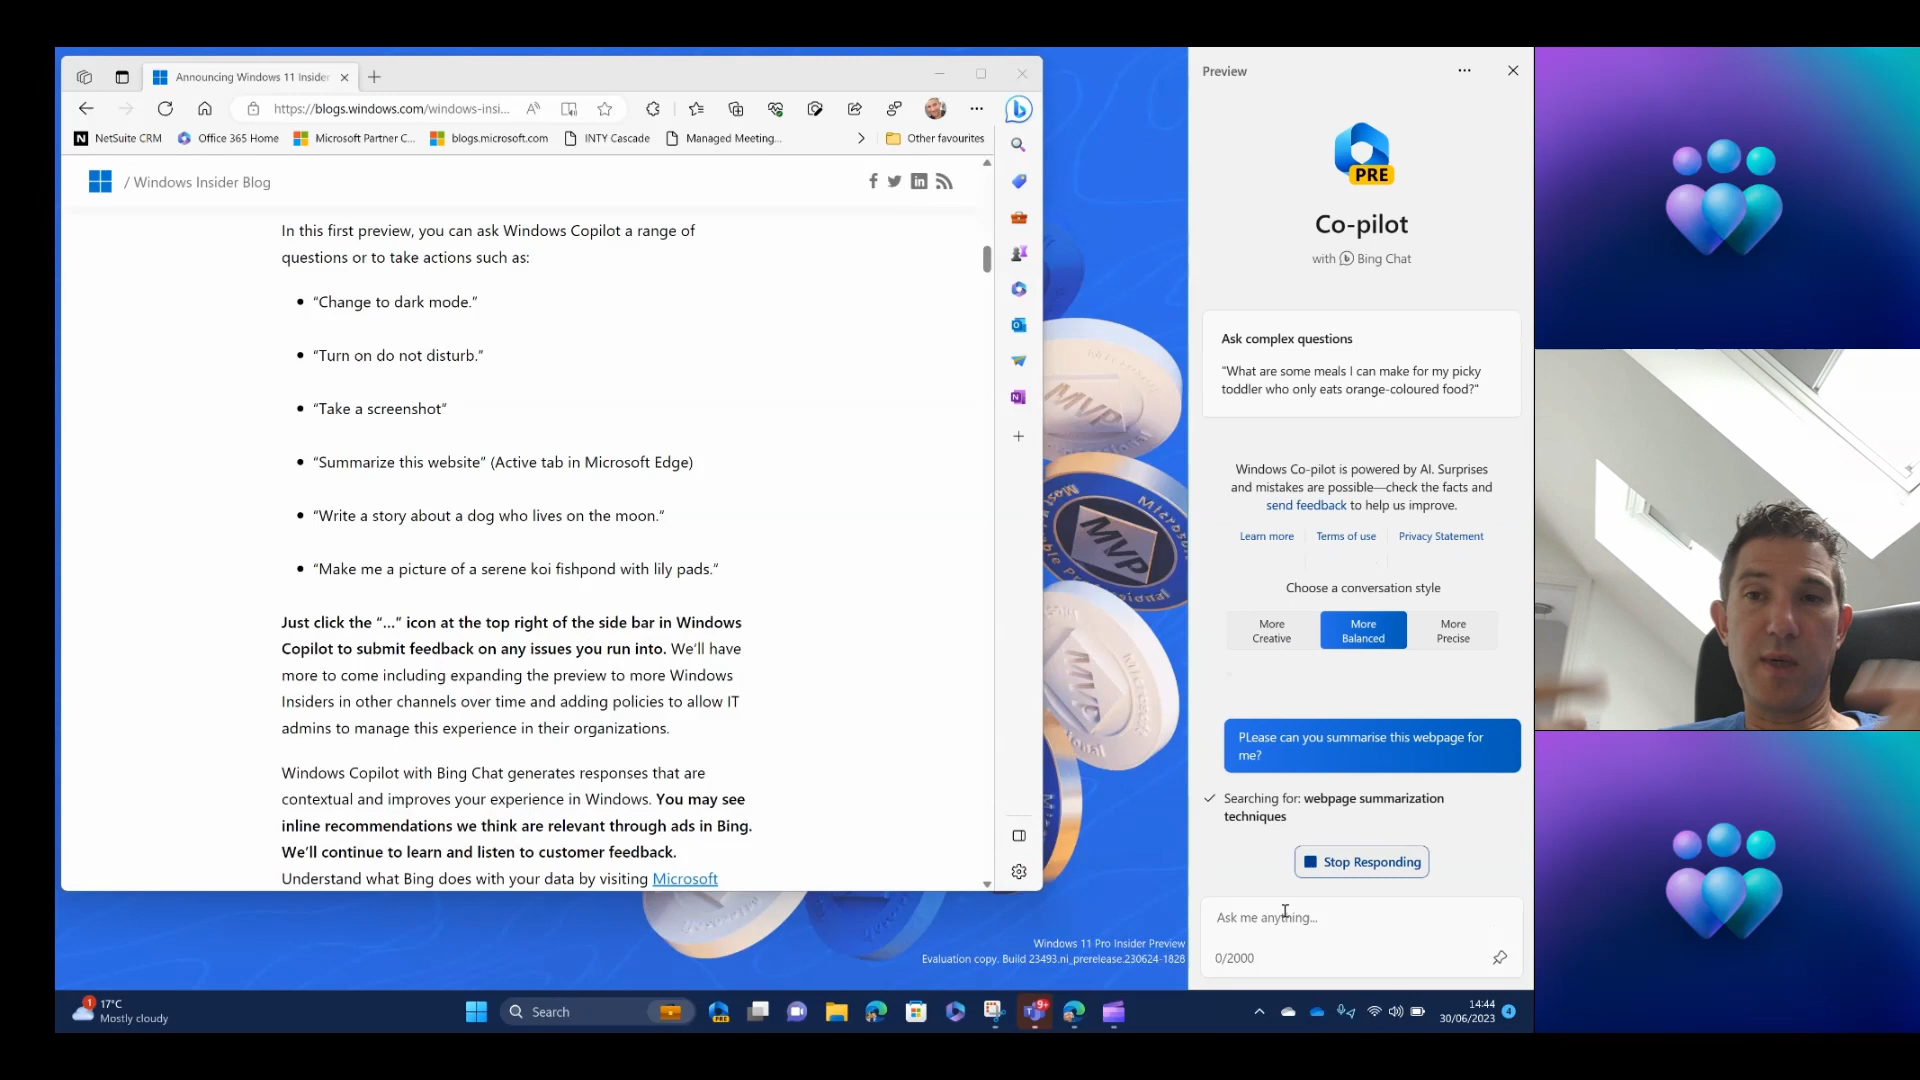 Announcing Windows 11 Insider
https://blogs.windows.com/windows-insi...
NetSuite CRM
Office 365 Home
Microsoft Partner C...
blogs.microsoft.com
INTY Cascade
Managed Meeting...
Other favourites
/ Windows Insider Blog
In this first preview, you can ask Windows Copilot a range of
questions or to take actions such as:
• “Change to dark mode.”
• “Turn on do not disturb.”
• “Take a screenshot”
• “Summarize this website” (Active tab in Microsoft Edge)
• “Write a story about a dog who lives on the moon.”
• “Make me a picture of a serene koi fishpond with lily pads.”
Just click the “...” icon at the top right of the side bar in Windows
Copilot to submit feedback on any issues you run into. We’ll have
more to come including expanding the preview to more Windows
Insiders in other channels over time and adding policies to allow IT
admins to manage this experience in their organizations.
Windows Copilot with Bing Chat generates responses that are
contextual and improves your experience in Windows. You may see
inline recommendations we think are relevant through ads in Bing.
We’ll continue to learn and listen to customer feedback.
Understand what Bing does with your data by visiting Microsoft
MVP
MVP
Microsoft
MVP
Windows 11 Pro Insider Preview
Evaluation copy. Build 23493.ni_prerelease.230624-1828
Preview
PRE
Co-pilot
with Bing Chat
Ask complex questions
"What are some meals I can make for my picky
toddler who only eats orange-coloured food?"
Windows Co-pilot is powered by AI. Surprises
and mistakes are possible—check the facts and
send feedback to help us improve.
Learn more
Terms of use
Privacy Statement
Choose a conversation style
More
Creative
More
Balanced
More
Precise
PLease can you summarise this webpage for
me?
Searching for: webpage summarization
techniques
Stop Responding
Ask me anything...
0/2000
1
17°C
Mostly cloudy
Search
PRE
9+
14:44
30/06/2023
4